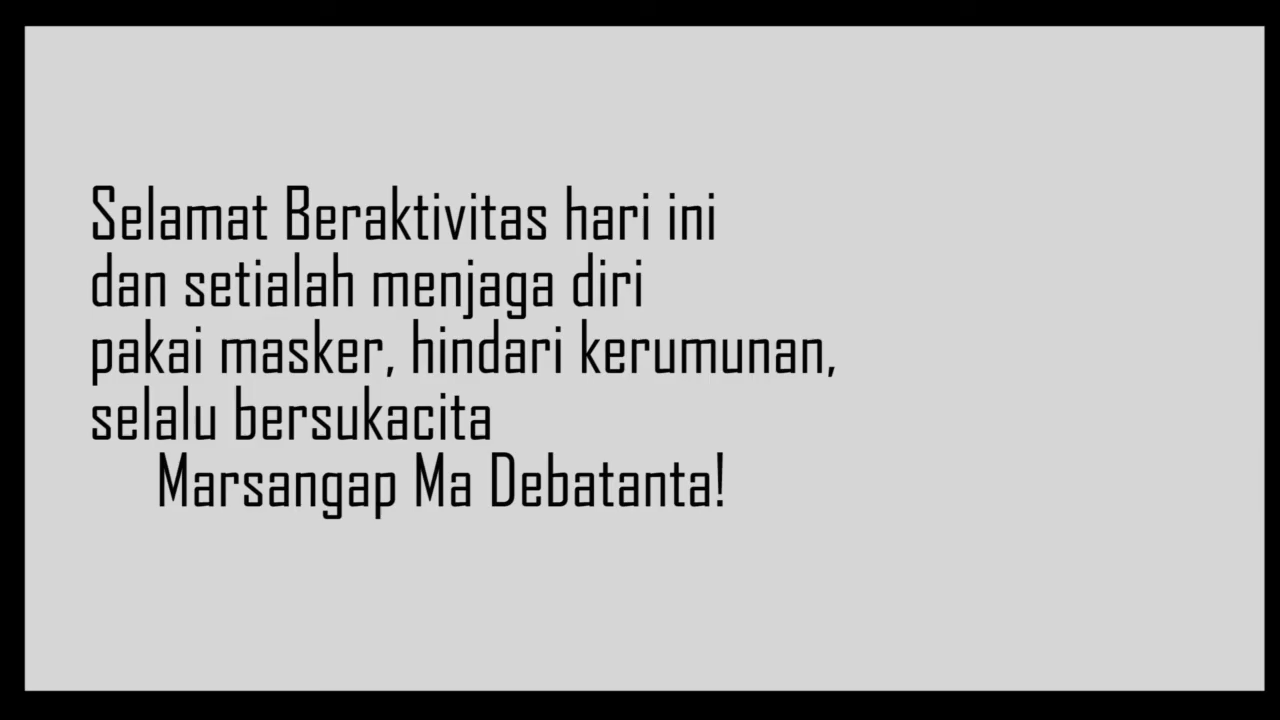 Selamat Beraktivitas hari ini
dan setialah menjaga diri
pakai masker, hindari kerumunan,
selalu bersukacita
Marsangap Ma Debatanta!